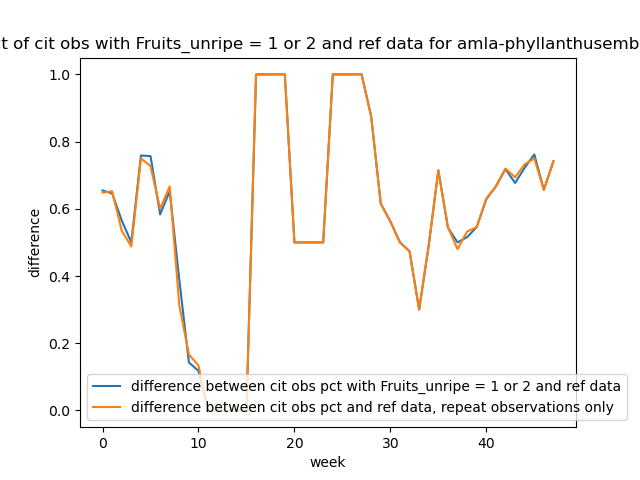 of cit obs with Fruits_unripe = 1 or 2 and ref data for
difference
1.0
0.8
0.6
0.4
0.2
0.0
difference between cit obs pct with Fruits_unripe = 1 or 2 and ref data
difference between cit obs pct and ref data, repeat observations only
0 10 20 30 40
week